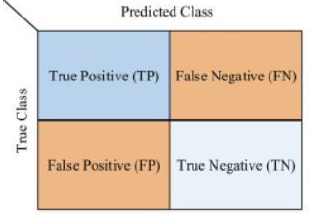 Predicted Class
True Class
True Positive (TP)
False Negative (FN)
False Positive (FP)
True Negative (TN)